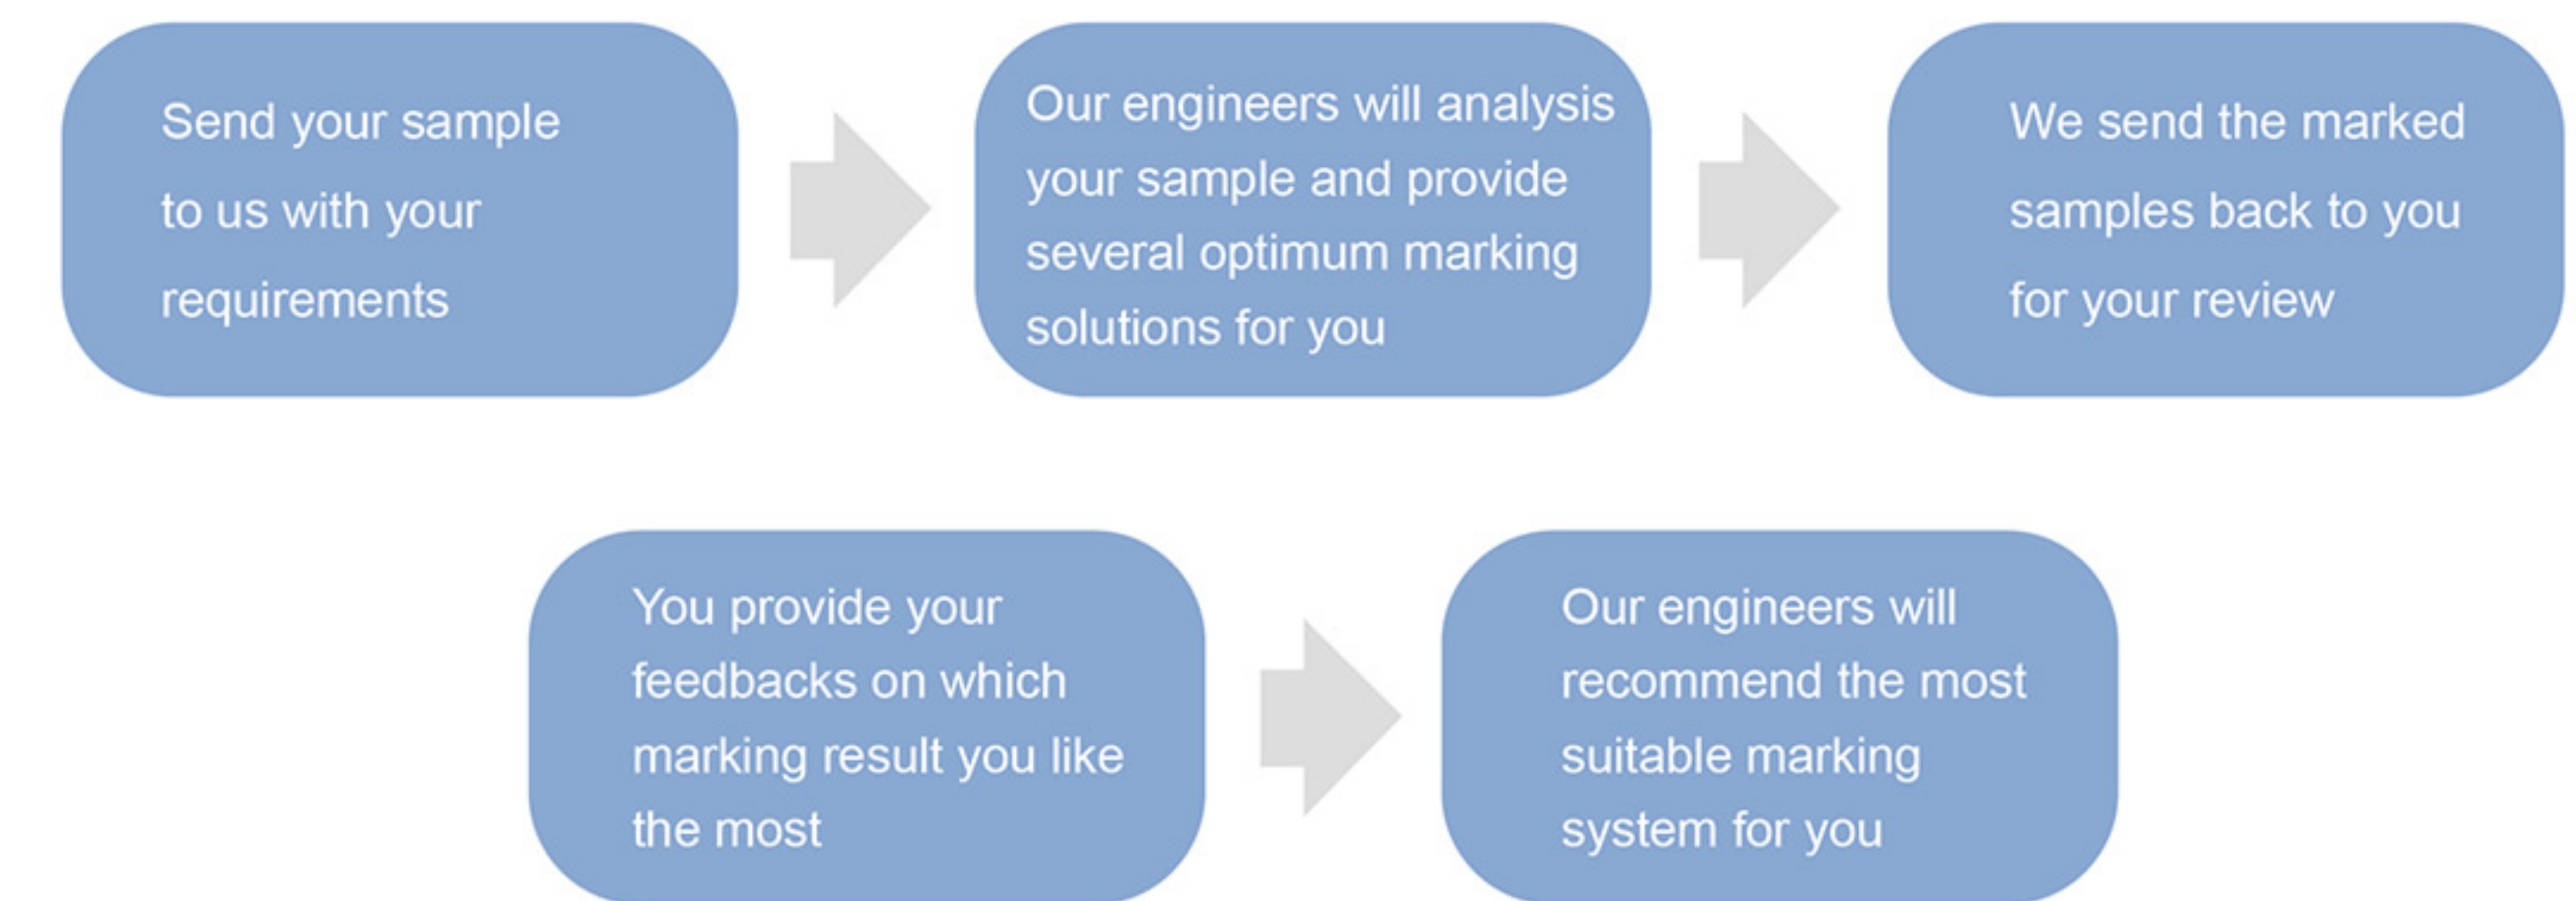 Send your sample
to us with your
requirements
Our engineers will analysis
your sample and provide
several optimum marking
solutions for you
We send the marked
samples back to you
for your review
You provide your
feedbacks on which
marking result you like
the most
Our engineers will
recommend the most
suitable marking
system for you